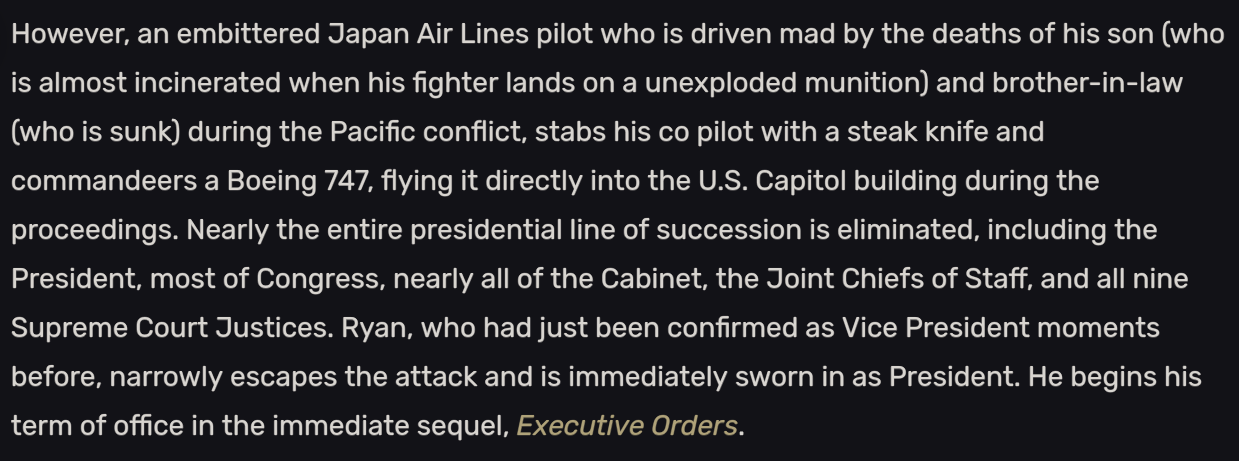 However, an embittered Japan Air Lines pilot who is driven mad by the deaths of his son (who
is almost incinerated when his fighter lands on a unexploded munition) and brother-in-law
(who is sunk) during the Pacific conflict, stabs his co pilot with a steak knife and
commandeers a Boeing 747, flying it directly into the U.S. Capitol building during the
proceedings. Nearly the entire presidential line of succession is eliminated, including the
President, most of Congress, nearly all of the Cabinet, the Joint Chiefs of Staff, and all nine
Supreme Court Justices. Ryan, who had just been confirmed as Vice President moments
before, narrowly escapes the attack and is immediately sworn in as President. He begins his
term of office in the immediate sequel, Executive Orders.